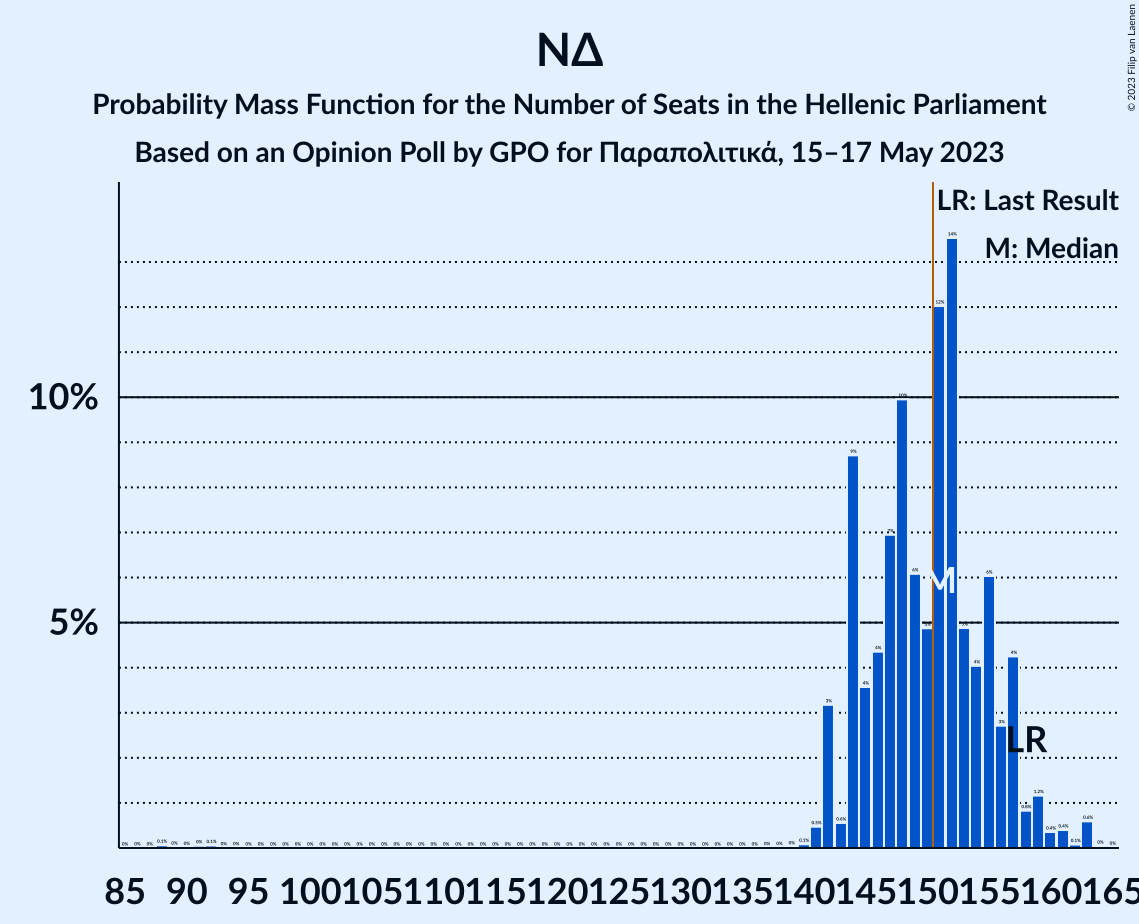 © 2023 Filip van Laenen
ΝΔ
Probability Mass Function for the Number of Seats in the Hellenic Parliament
Based on an Opinion Poll by GPO for Παραπολιτικά, 15–17 May 2023
LR: Last Result
M: Median
10%
5%
M
LR
85 90 95 100 105 110 115 120 125 130 135 140 145 150 155 160 165